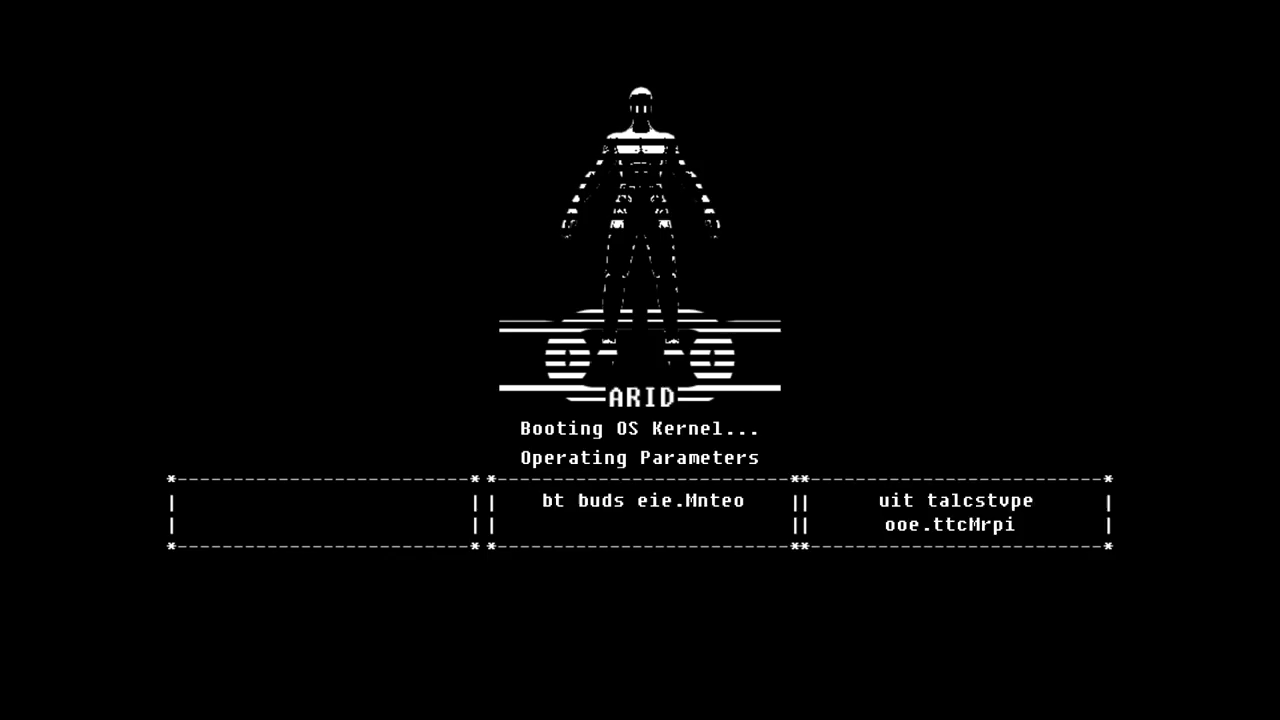 ARID
Booting OS Kernel...
Operating Parameters
bt buds eie.Mnteo
uit talcstvpe
ooe.ttcMrpi